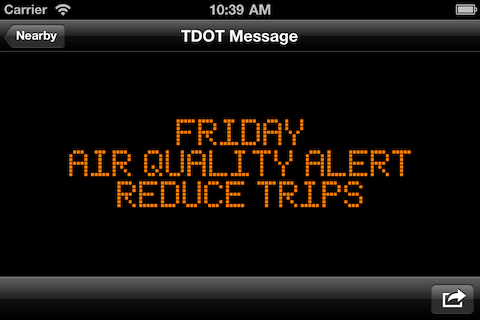 Carrier 10:39 AM
Nearby TDOT Message
FRIDAY
AIR QUALITY ALERT
REDUCE TRIPS